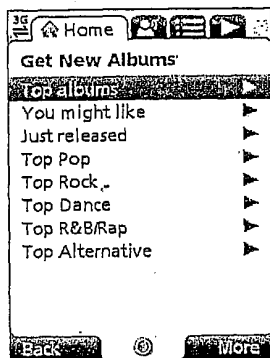 3G
Home
Get New Albums
Top albums
You might like
Just released
Top Pop
Top Rock
Top Dance
Top R&B/Rap
Top Alternative
Back More